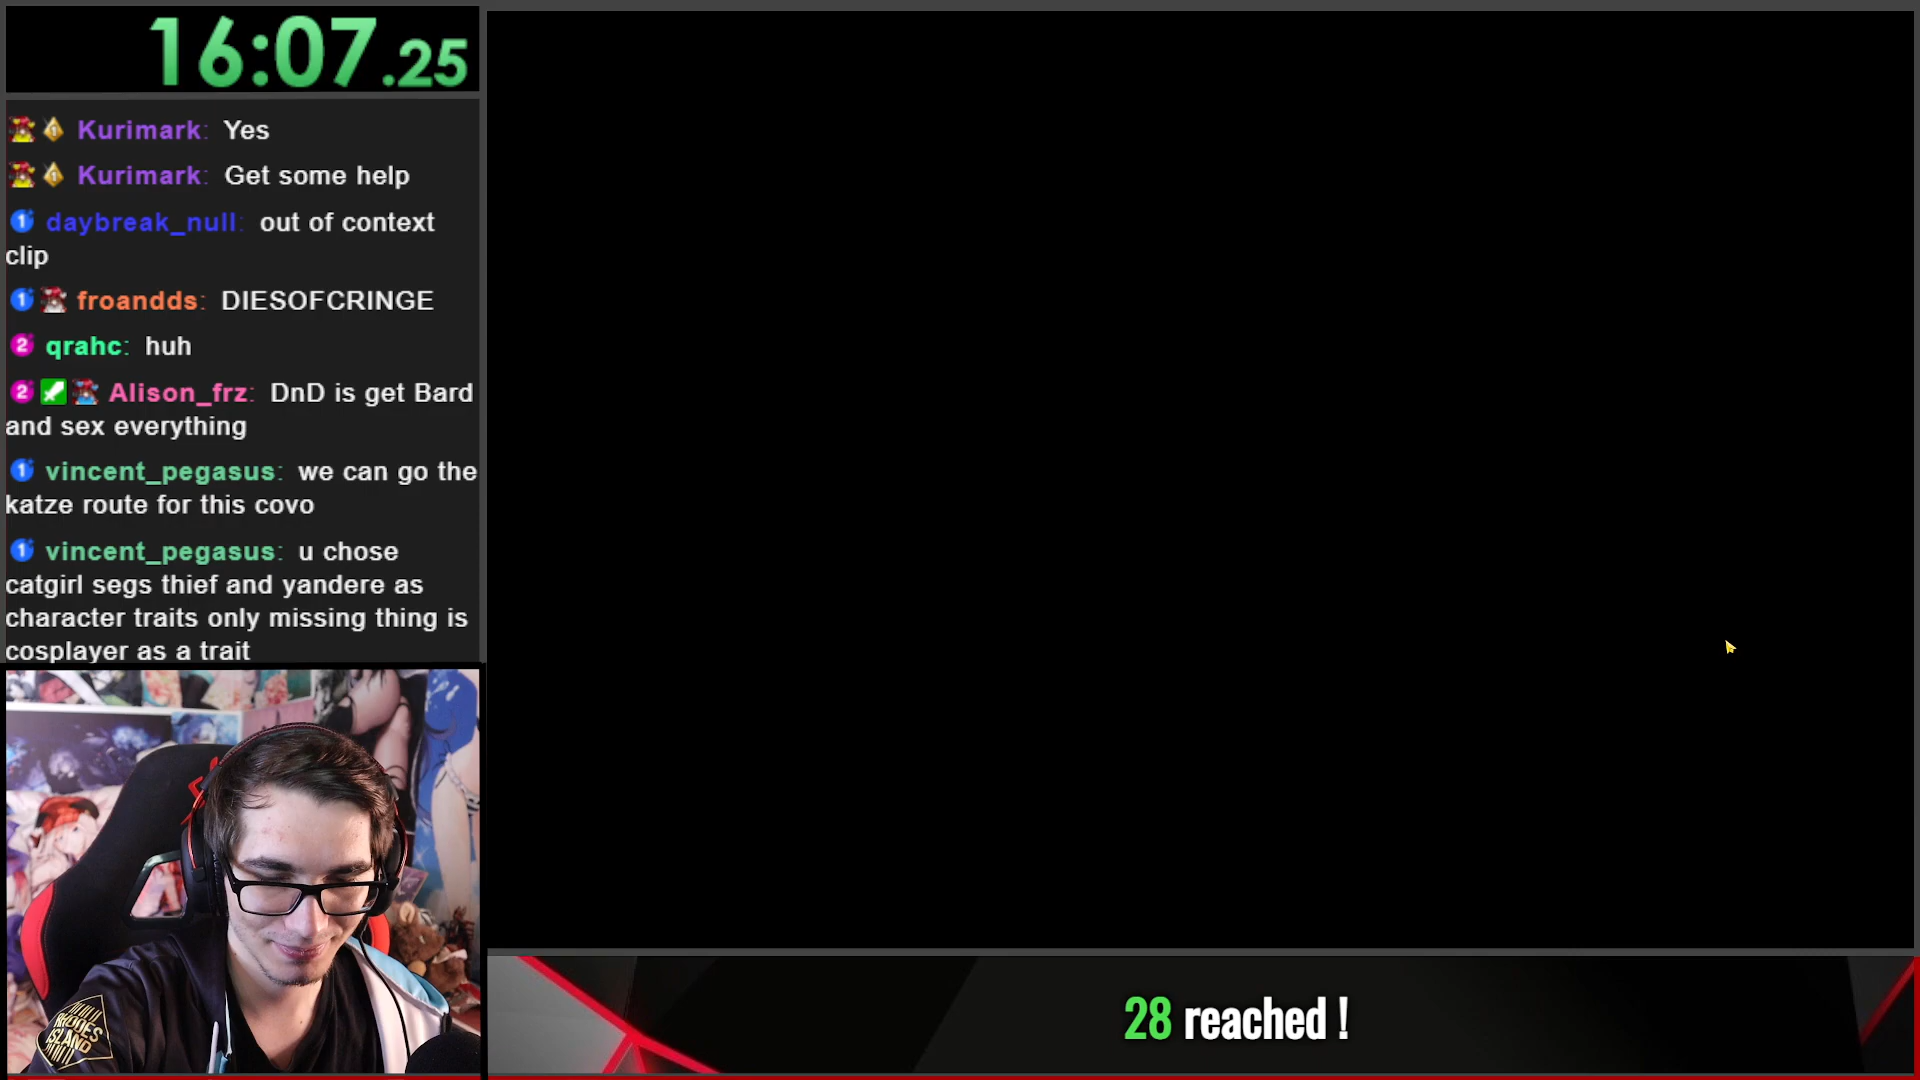 16:07.25
Kurimark: Yes
Kurimark: Get some help
daybreak_null: out of context
clip
froandds: DIESOFCRINGE
qrahc: huh
Alison_frz: DnD is get Bard
and sex everything
vincent_pegasus: we can go the
katze route for this covo
vincent_pegasus: u chose
catgirl segs thief and yandere as
character traits only missing thing is
cosplayer as a trait
RHODES
ISLAND
28 reached !